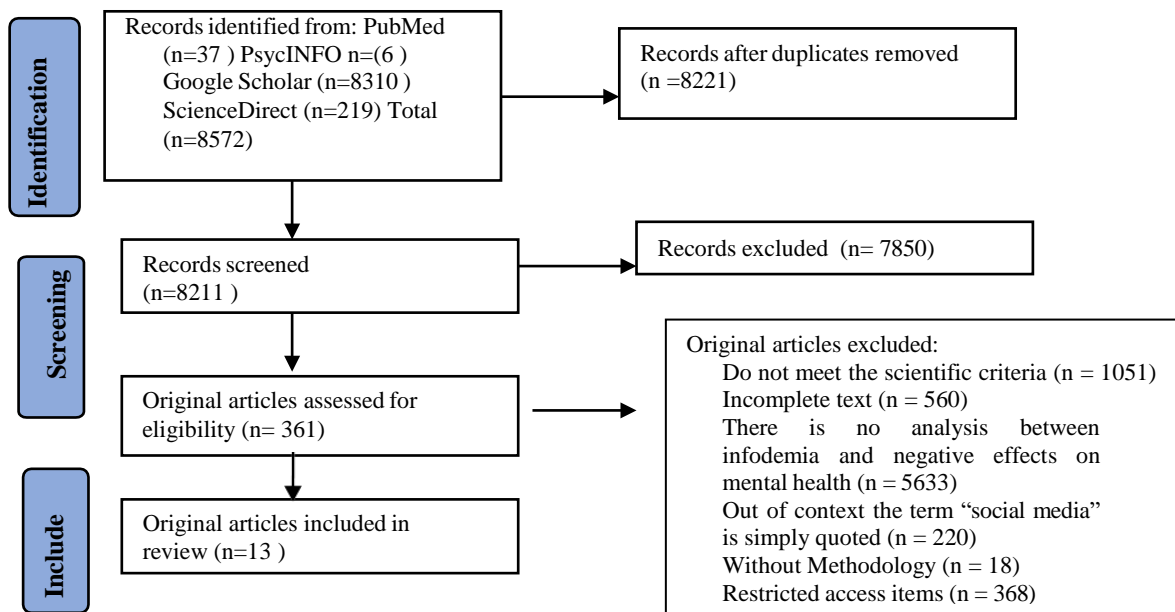 Identification
Records identified from: PubMed
(n=37 ) PsycINFO n=(6 )
Google Scholar (n=8310 )
ScienceDirect (n=219) Total
(n=8572)
Records after duplicates removed
(n =8221)
Screening
Records screened
(n=8211 )
Records excluded (n= 7850)
Original articles assessed for
eligibility (n= 361)
Original articles excluded:
Do not meet the scientific criteria (n = 1051)
Incomplete text (n = 560)
There is no analysis between
infodemia and negative effects on
mental health (n = 5633)
Out of context the term “social media”
is simply quoted (n = 220)
Without Methodology (n = 18)
Restricted access items (n = 368)
Include
Original articles included in
review (n=13 )